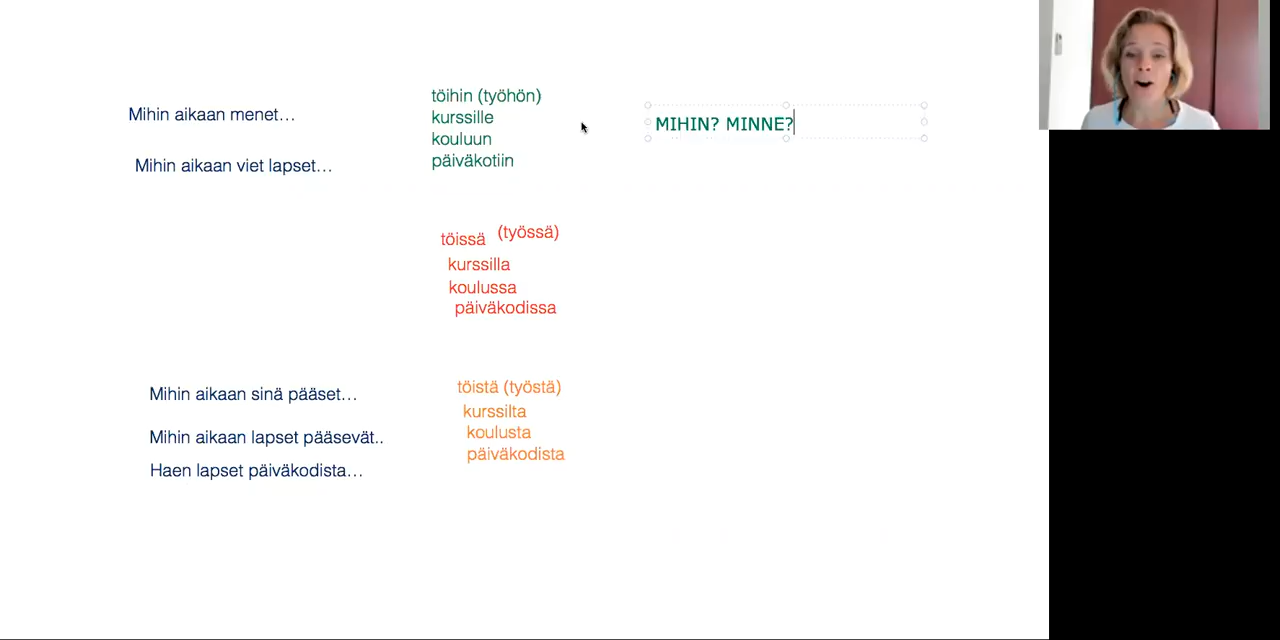 Mihin aikaan menet…
Mihin aikaan viet lapset…
töihin (työhön)
kurssille
kouluun
päiväkotiin
MIHIN? MINNE?
töissä (työssä)
kurssilla
koulussa
päiväkodissa
Mihin aikaan sinä pääset…
Mihin aikaan lapset pääsevät..
Haen lapset päiväkodista…
töistä (työstä)
kurssilta
koulusta
päiväkodista